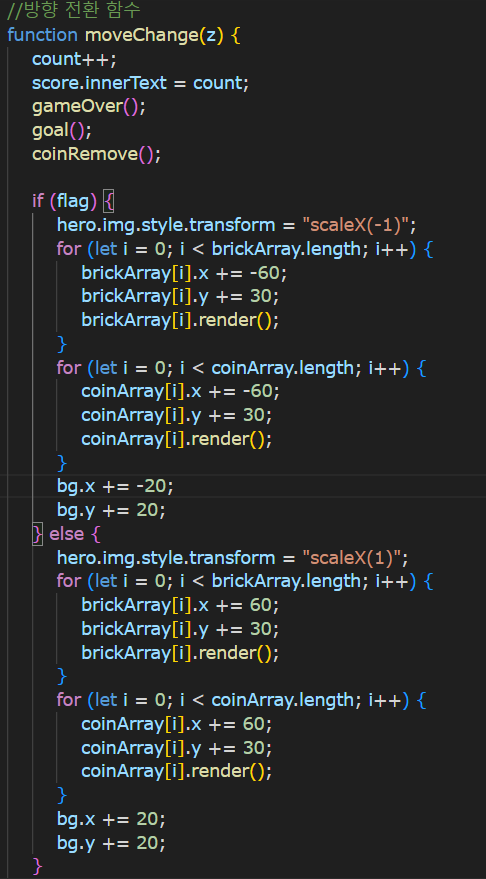 //방향 전환 함수
function moveChange(z) {
count++;
score.innerText = count;
gameOver();
goal();
coinRemove();
if (flag) {
hero.img.style.transform = "scaleX(-1)";
for (let i = 0; i < brickArray.length; i++) {
brickArray[i].x += -60;
brickArray[i].y += 30;
brickArray[i].render();
}
for (let i = 0; i < coinArray.length; i++) {
coinArray[i].x += -60;
coinArray[i].y += 30;
coinArray[i].render();
}
bg.x += -20;
bg.y += 20;
} else {
hero.img.style.transform = "scaleX(1)";
for (let i = 0; i < brickArray.length; i++) {
brickArray[i].x += 60;
brickArray[i].y += 30;
brickArray[i].render();
}
for (let i = 0; i < coinArray.length; i++) {
coinArray[i].x += 60;
coinArray[i].y += 30;
coinArray[i].render();
}
bg.x += 20;
bg.y += 20;
}